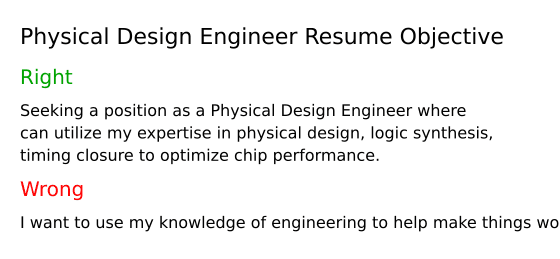 Physical Design Engineer Resume Objective
Right
Seeking a position as a Physical Design Engineer where
can utilize my expertise in physical design, logic synthesis,
timing closure to optimize chip performance.
Wrong
I want to use my knowledge of engineering to help make things